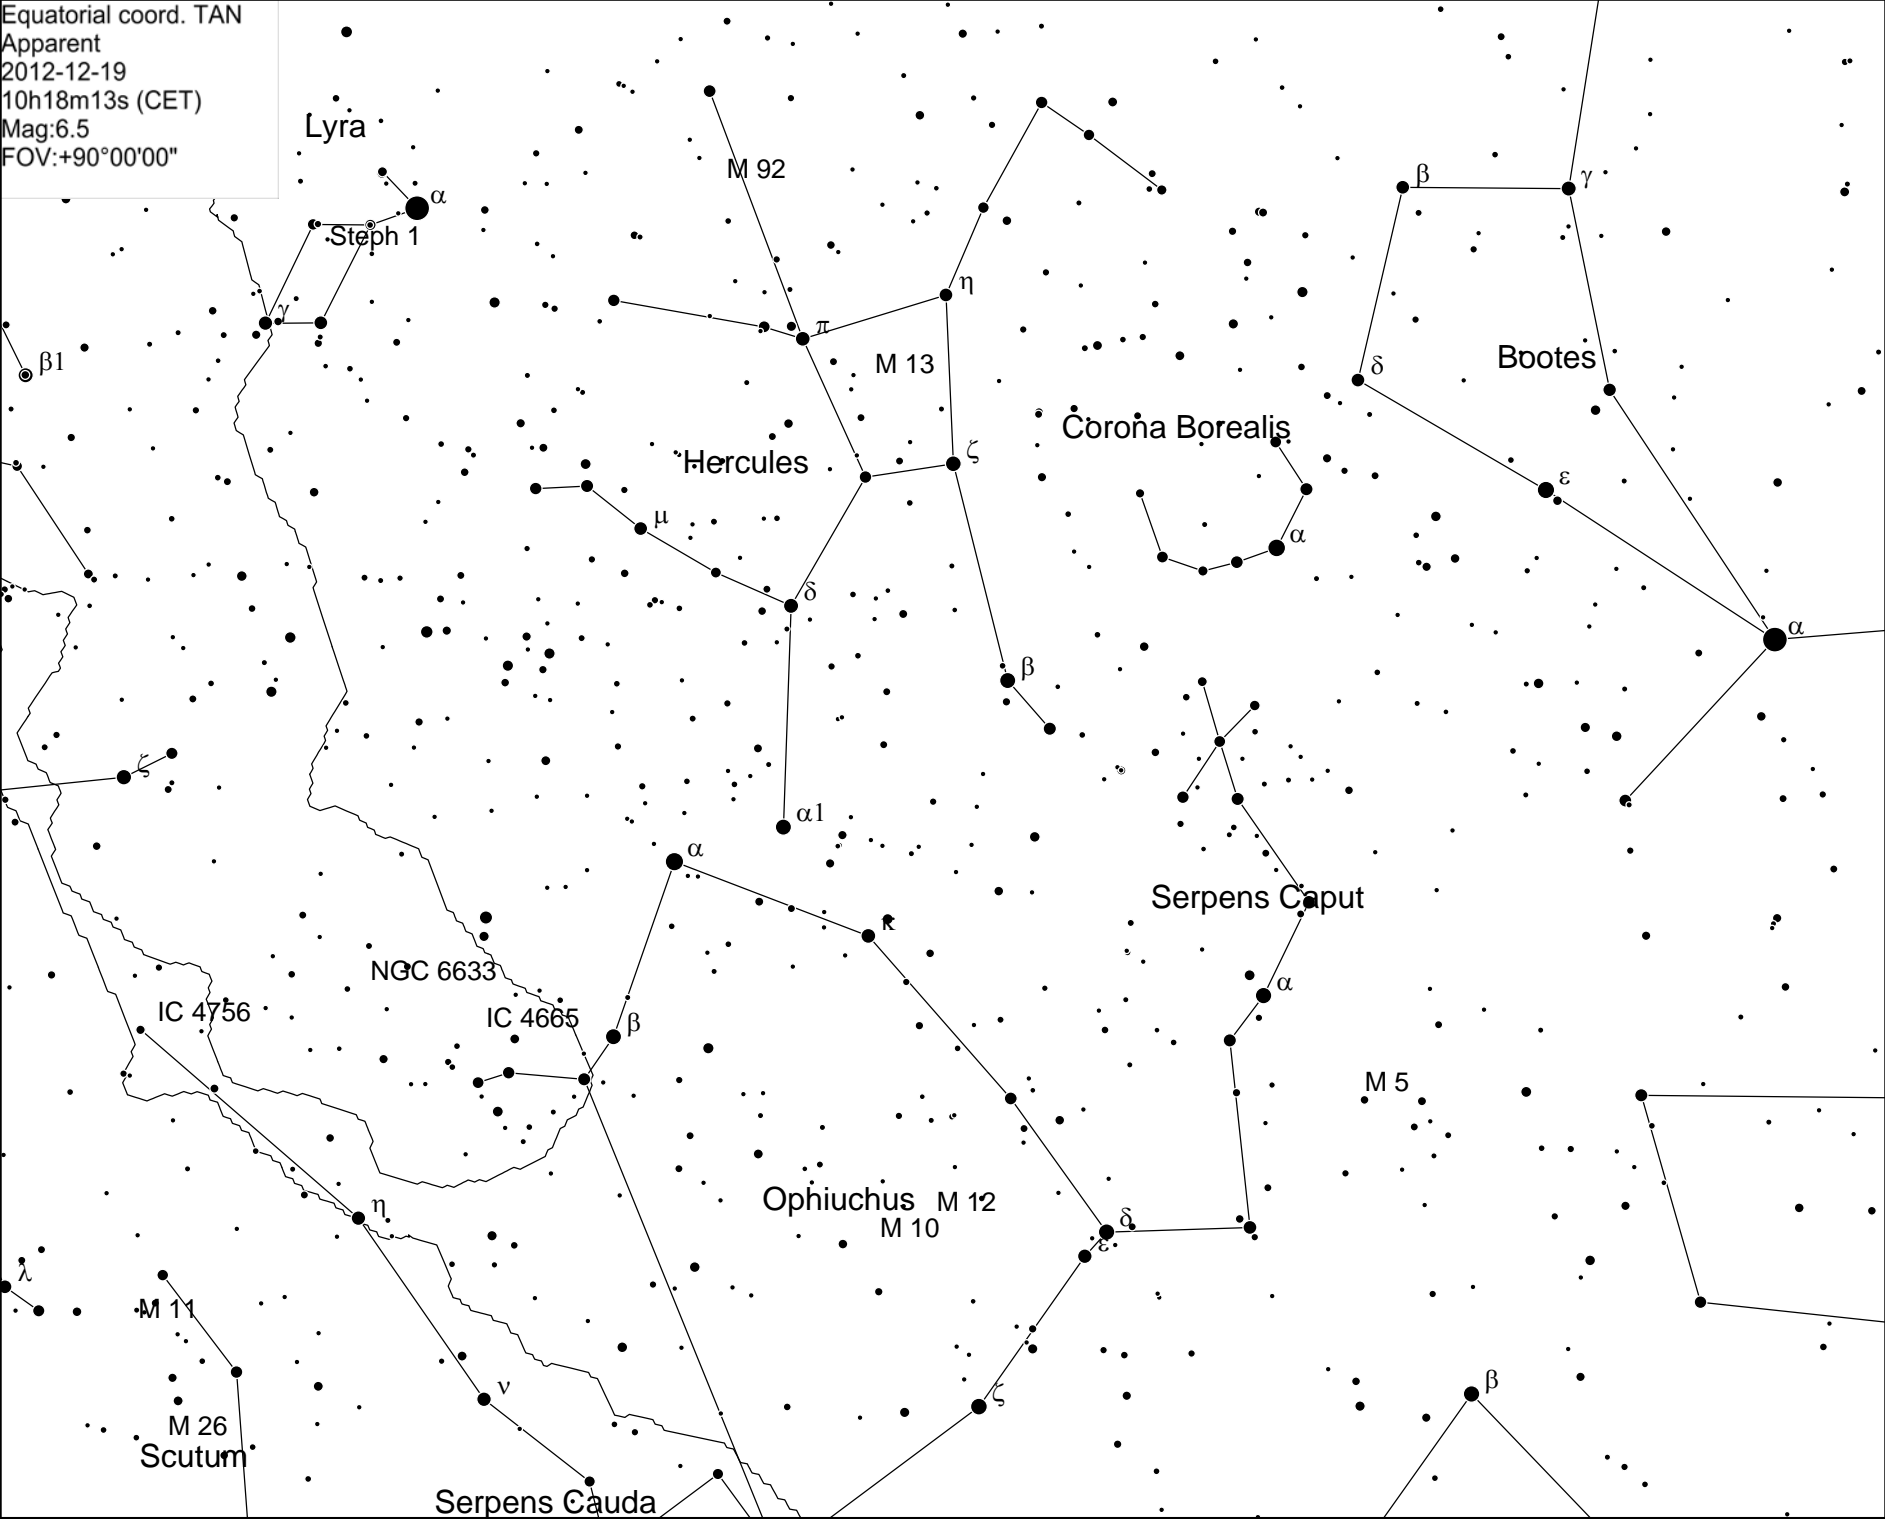 Equatorial coord. TAN
Apparent
2012-12-19
10h18m13s (CET)
Mag:6.5
FOV:+90°00'00"
Lyra
M 92
β
γ
α
Steph 1
η
γ
π
β1
M 13
δ
Bootes
Corona Borealis
Hercules
ζ
ε
μ
α
δ
α
β
ζ
α1
α
Serpens Caput
κ
NGC 6633
α
IC 4756
IC 4665
β
M 5
Ophiuchus
M 12
η
M 10
δ
ε
λ
M 11
β
ν
ζ
M 26
Scutum
Serpens Cauda